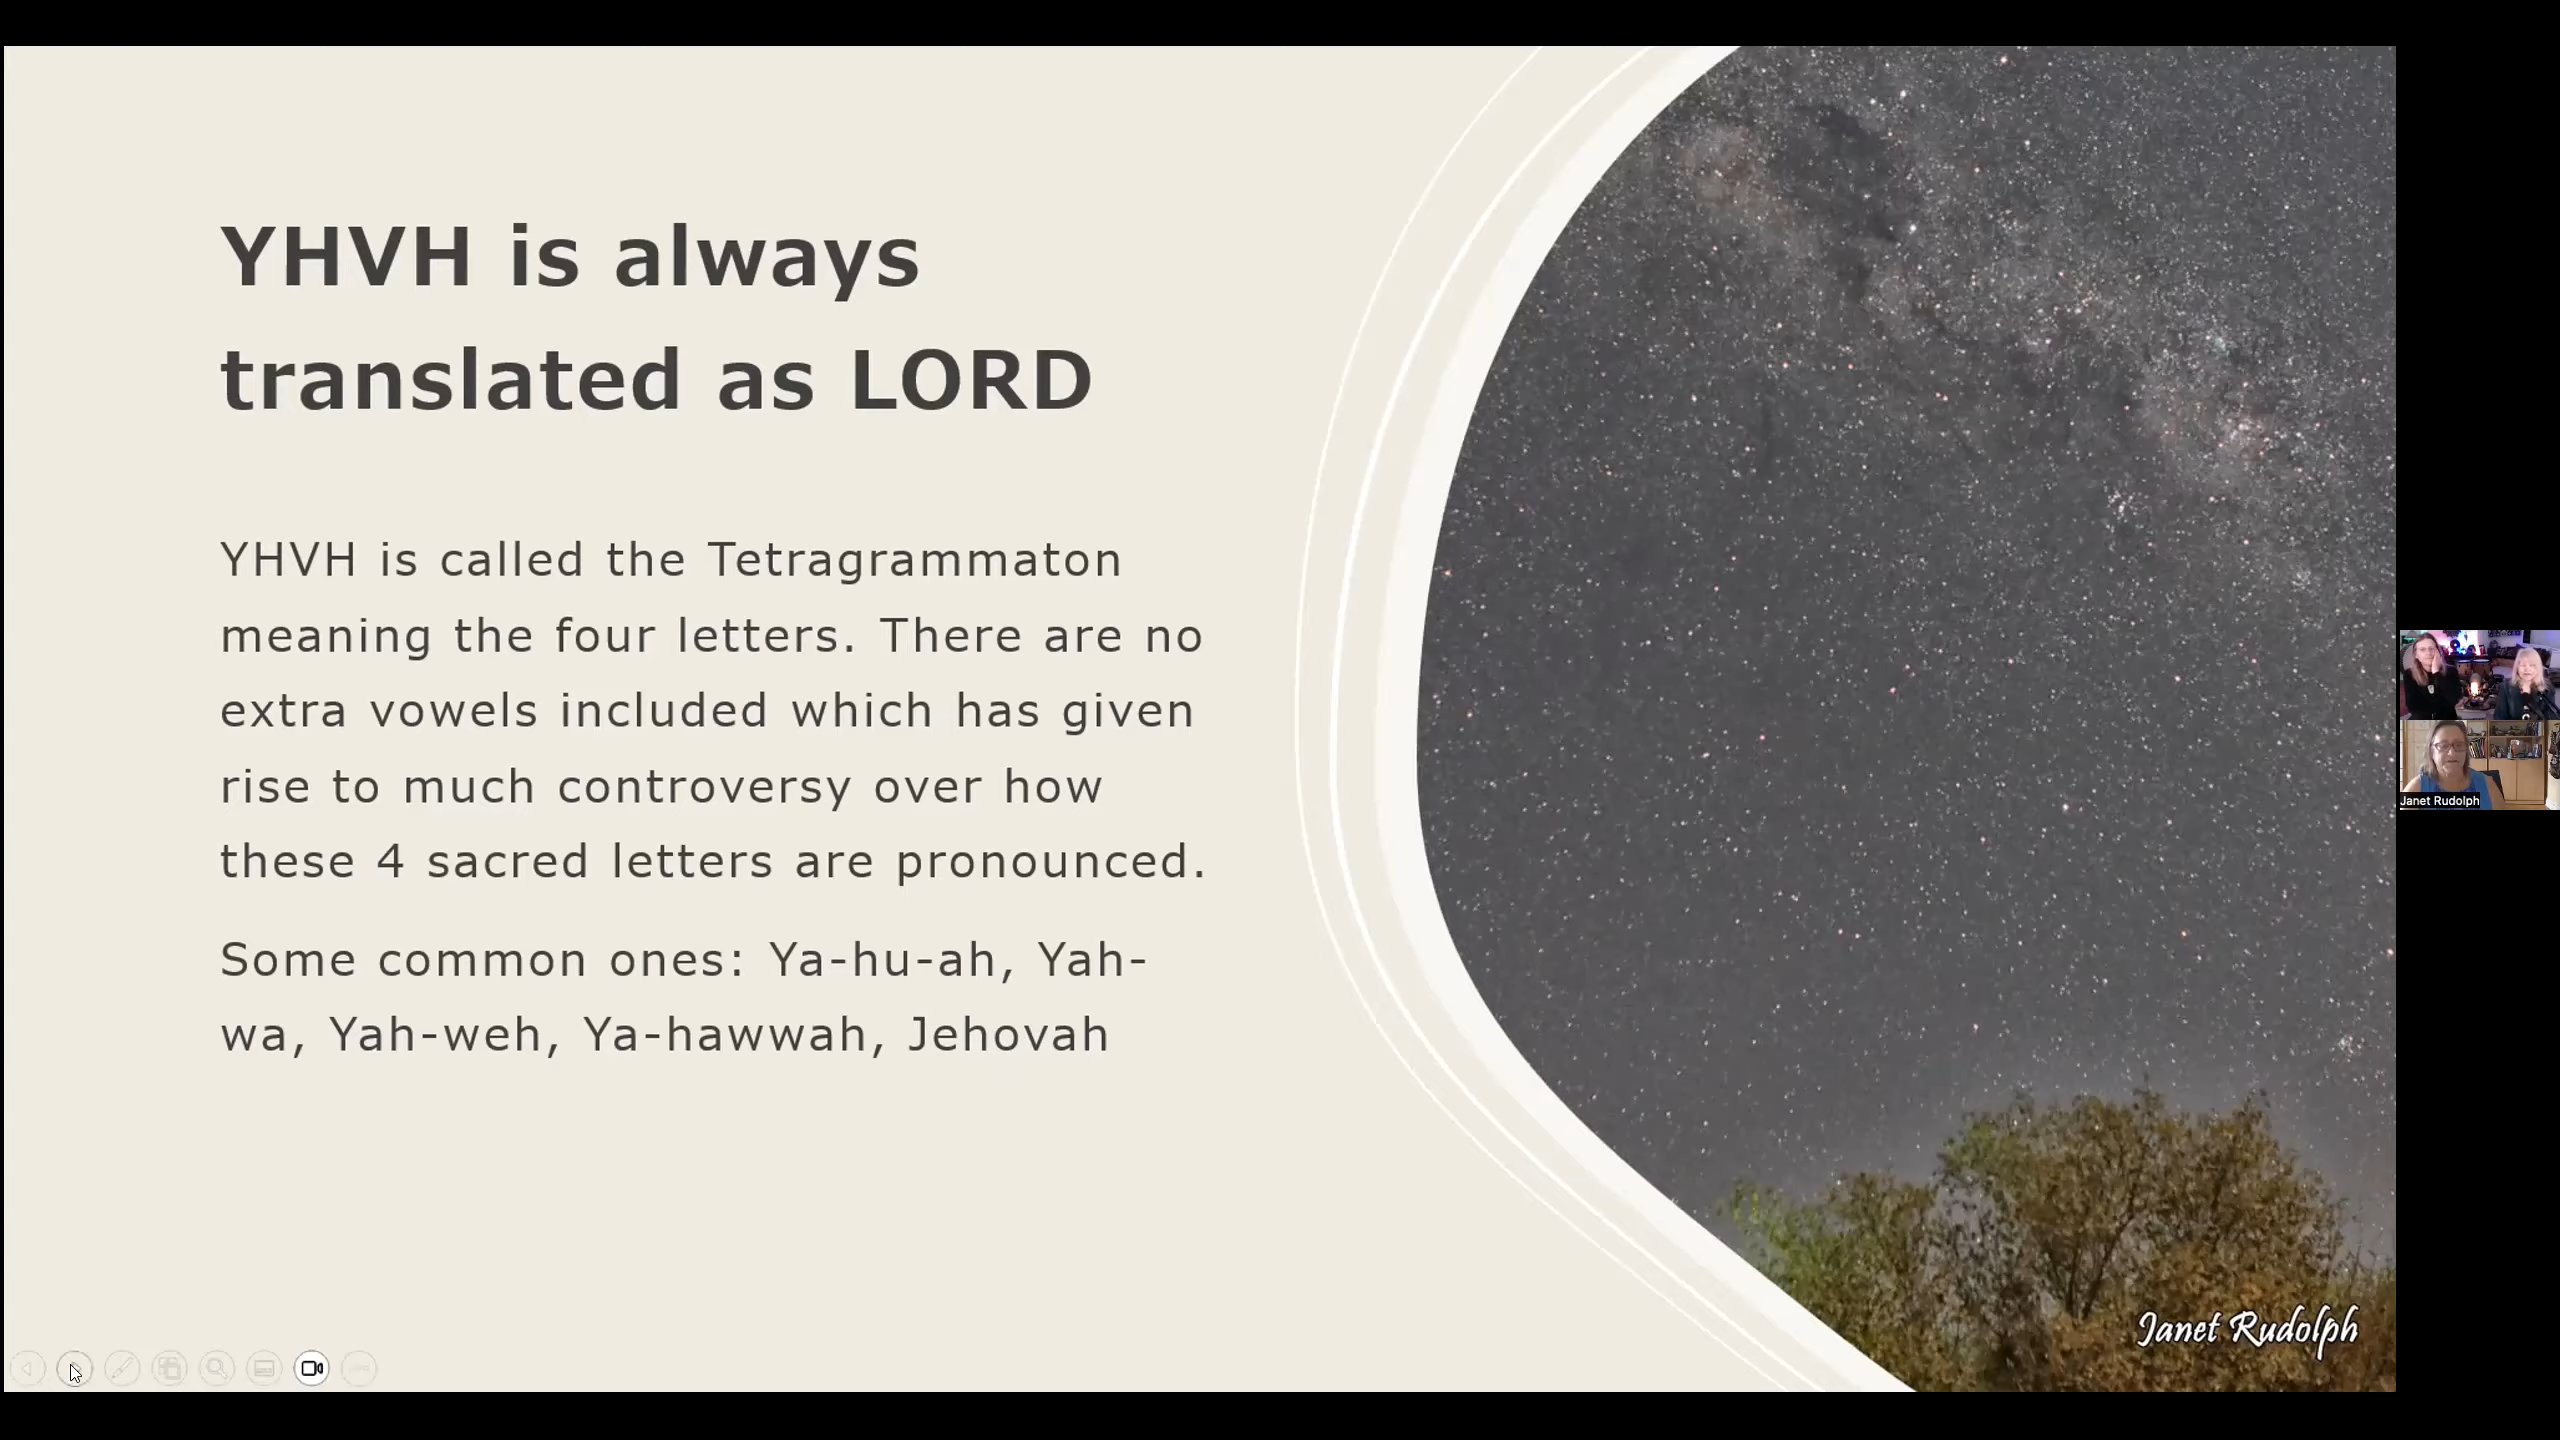 YHVH is always
translated as LORD
YHVH is called the Tetragrammaton
meaning the four letters. There are no
extra vowels included which has given
rise to much controversy over how
these 4 sacred letters are pronounced.
Some common ones: Ya-hu-ah, Yah-
wa, Yah-weh, Ya-hawwah, Jehovah
Janet Rudolph
Janet Rudolph